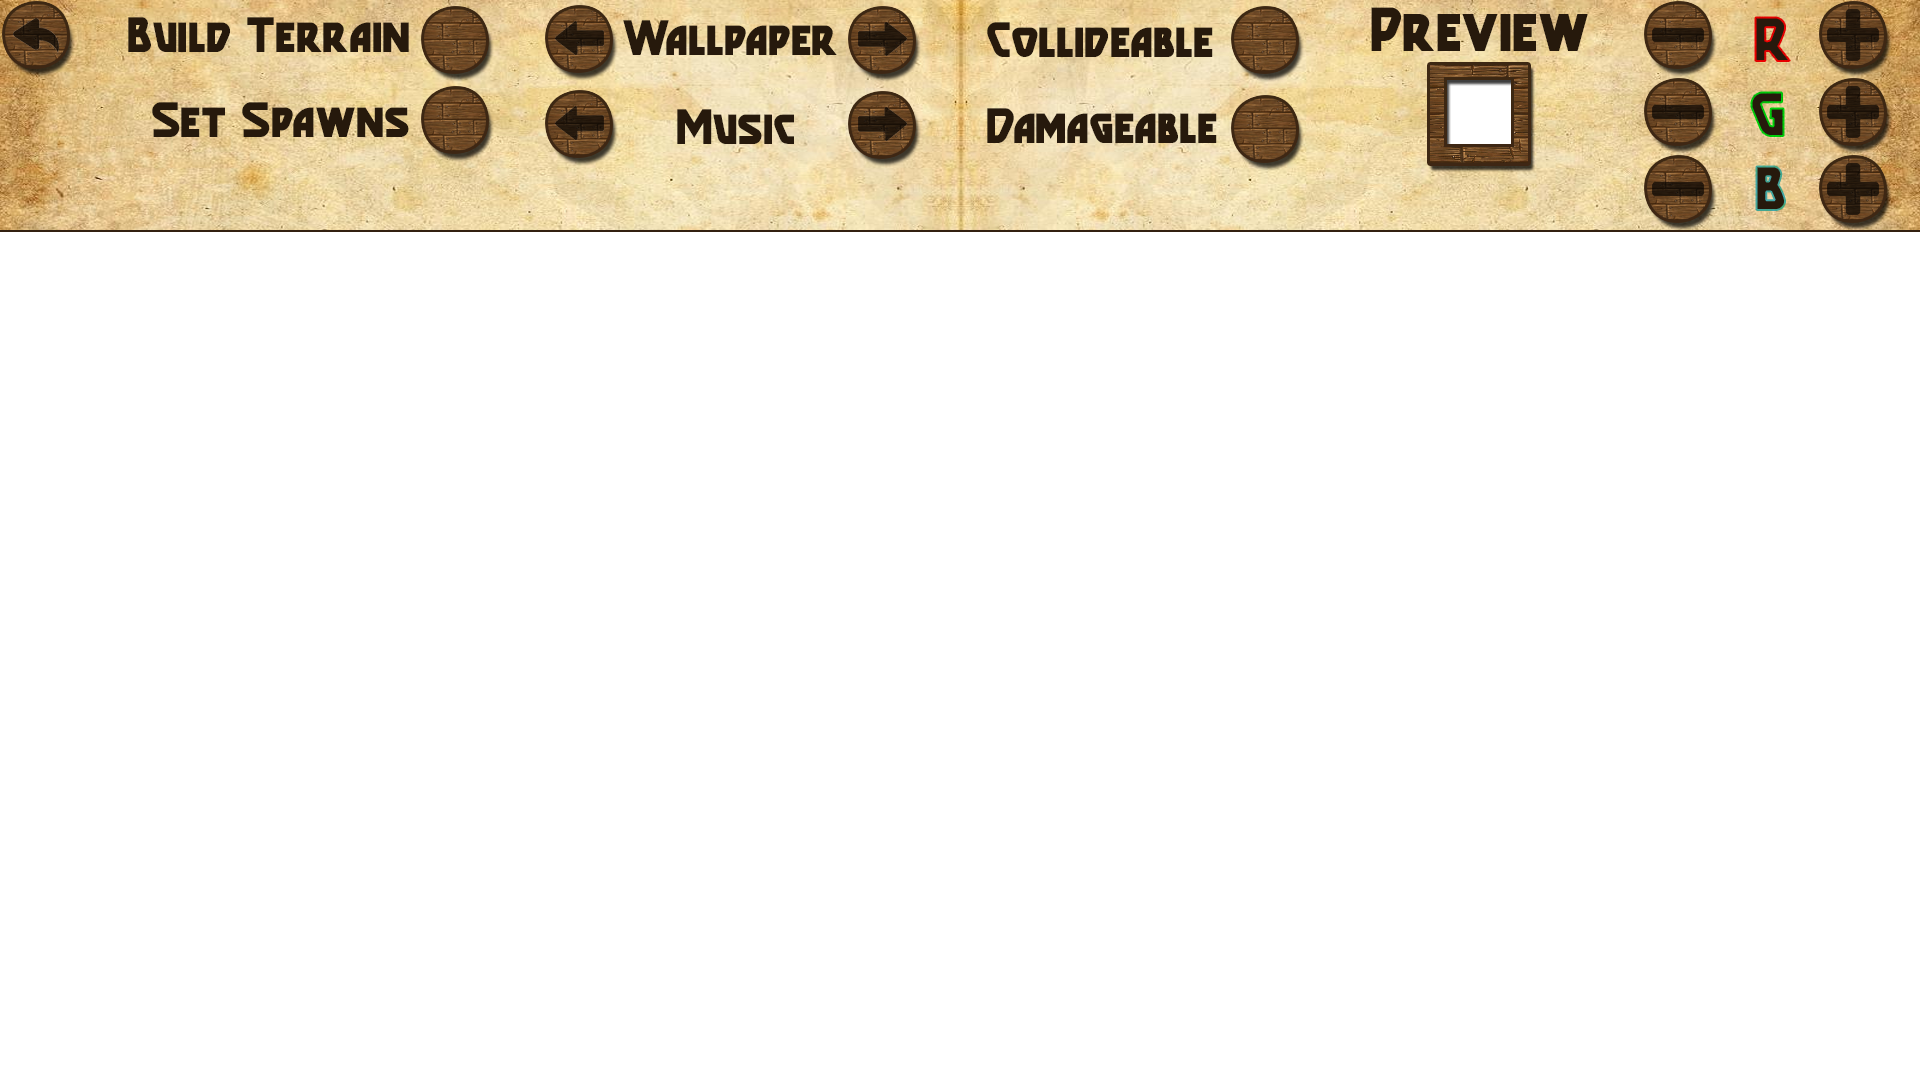 Build Terrain
Wallpaper
Collideable
Preview
R
Set Spawns
Music
Damageable
G
B